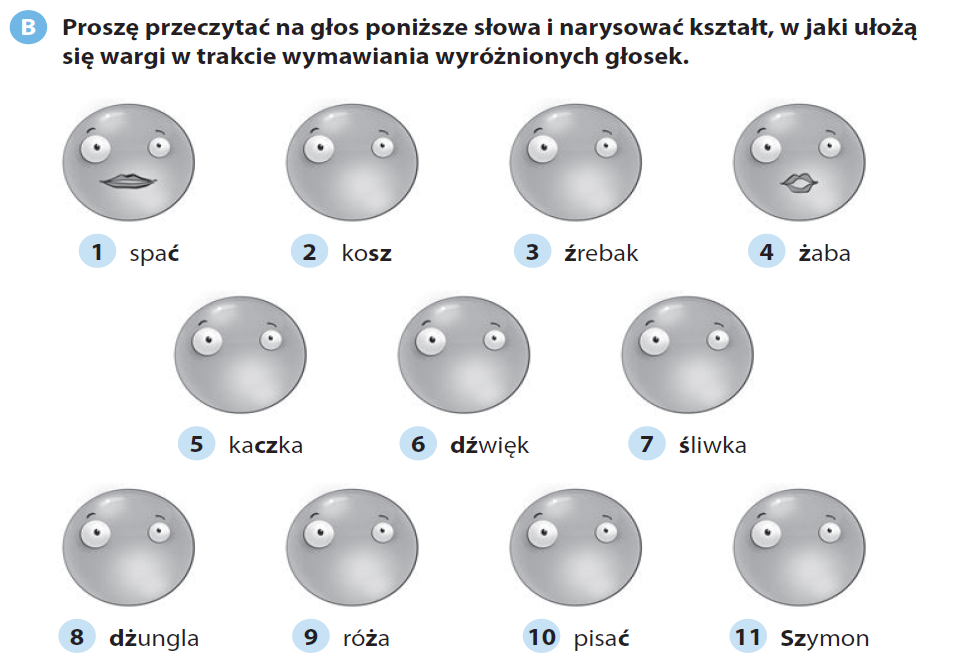 B Proszę przeczytać na głos poniższe słowa i narysować kształt, w jaki ułożą
się wargi w trakcie wymawiania wyróżnionych głosek.
1 spać 2 kosz 3 źrebak 4 żaba
5 kaczka 6 dźwięk 7 śliwka
8 dżungla 9 róża 10 pisać 11 Szymon